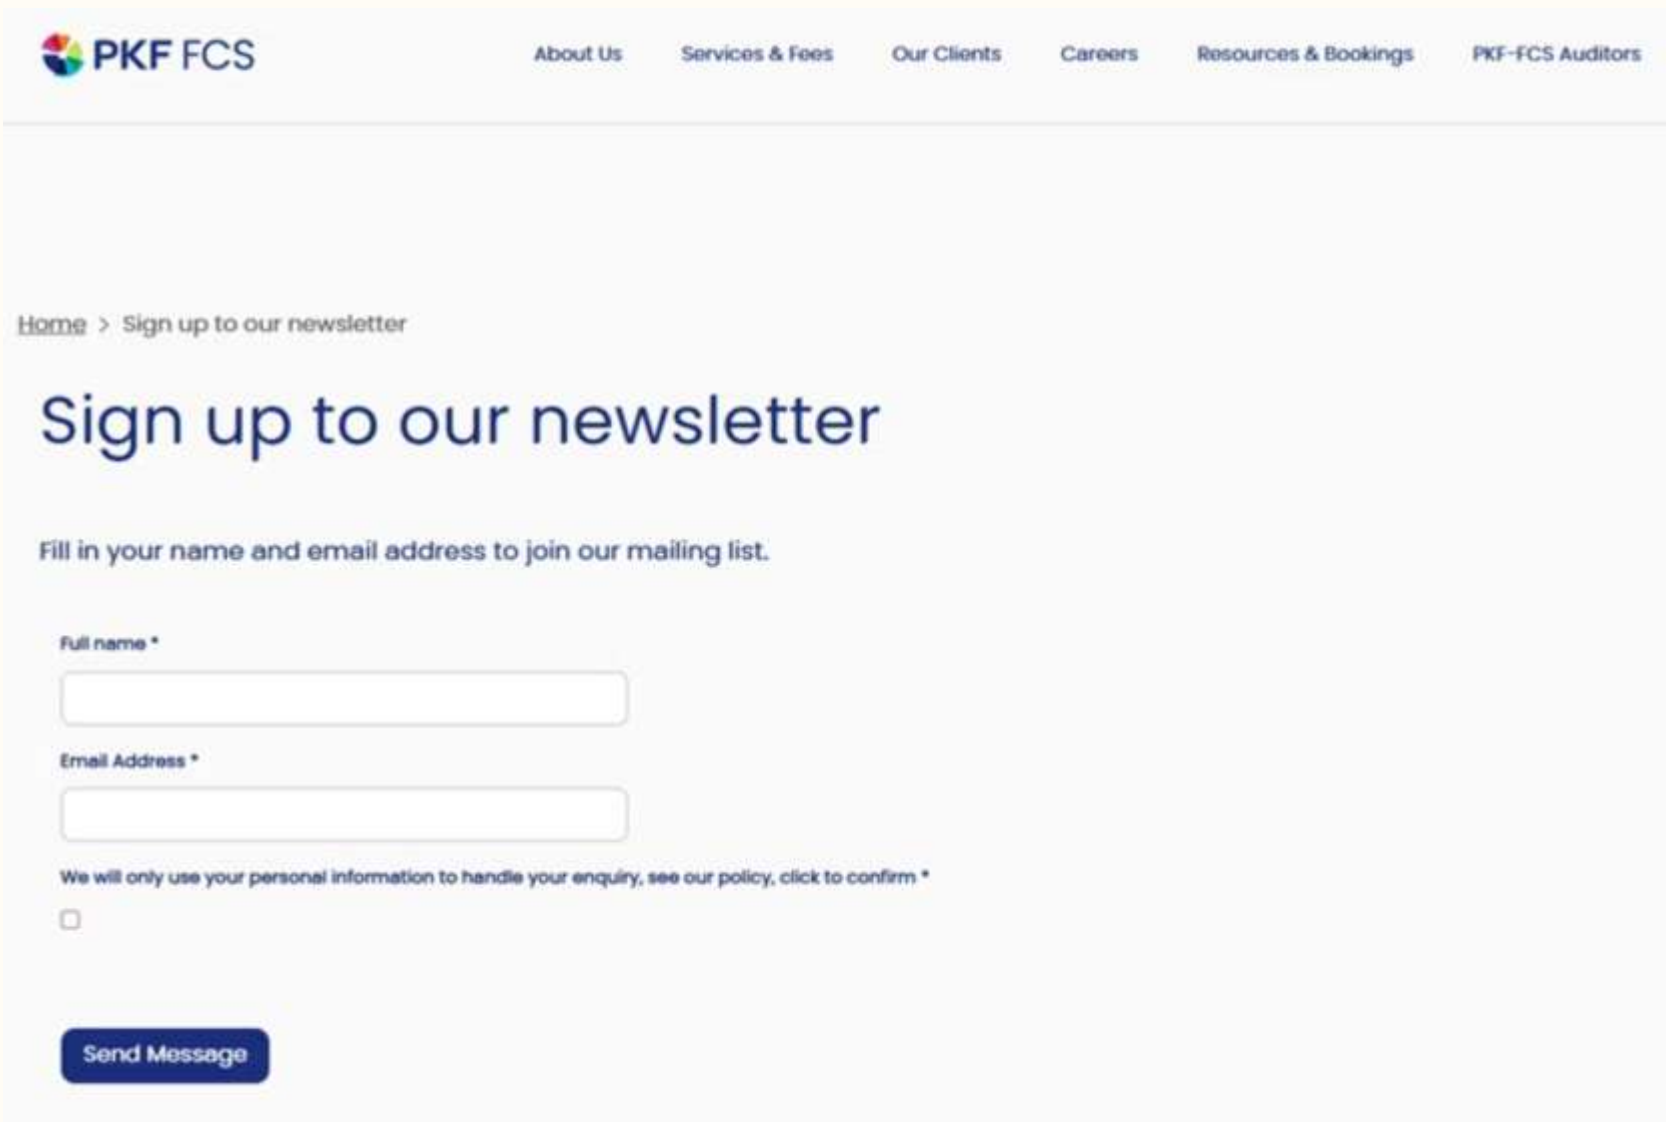 PKF FCS
About Us Services & Fees Our Clients Careers Resources & Bookings PKF-FCS Auditors
Home > Sign up to our newsletter
Sign up to our newsletter
Fill in your name and email address to join our mailing list.
Full name *
Email Address *
We will only use your personal information to handle your enquiry, see our policy, click to confirm *
Send Message